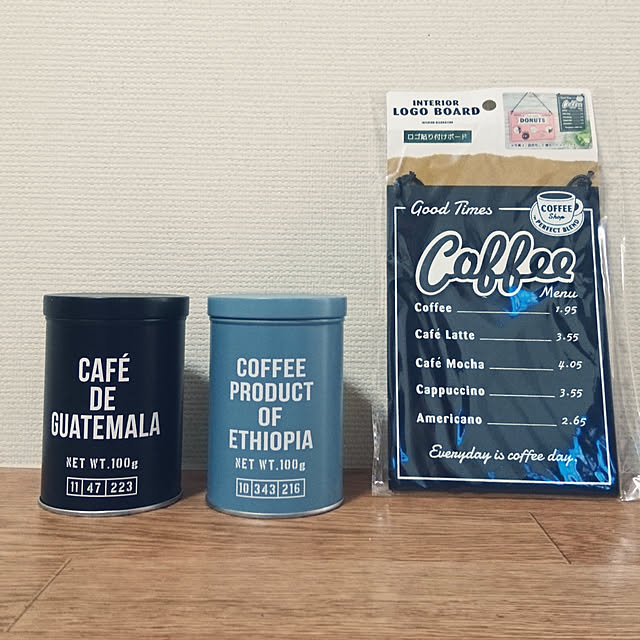 CAFÉ
DE
GUATEMALA
NET WT.100g
11 47 223
COFFEE
PRODUCT
OF
ETHIOPIA
NET WT.100g
10 343 216
INTERIOR
LOGO BOARD
ロゴ貼り付けボード
DONUTS
Coffee
Good Times
COFFEE
Shop
PERFECT BLEND
Coffee
Menu
Coffee 1.95
Café Latte 3.55
Café Mocha 4.05
Cappuccino 3.55
Americano 2.65
Everyday is coffee day